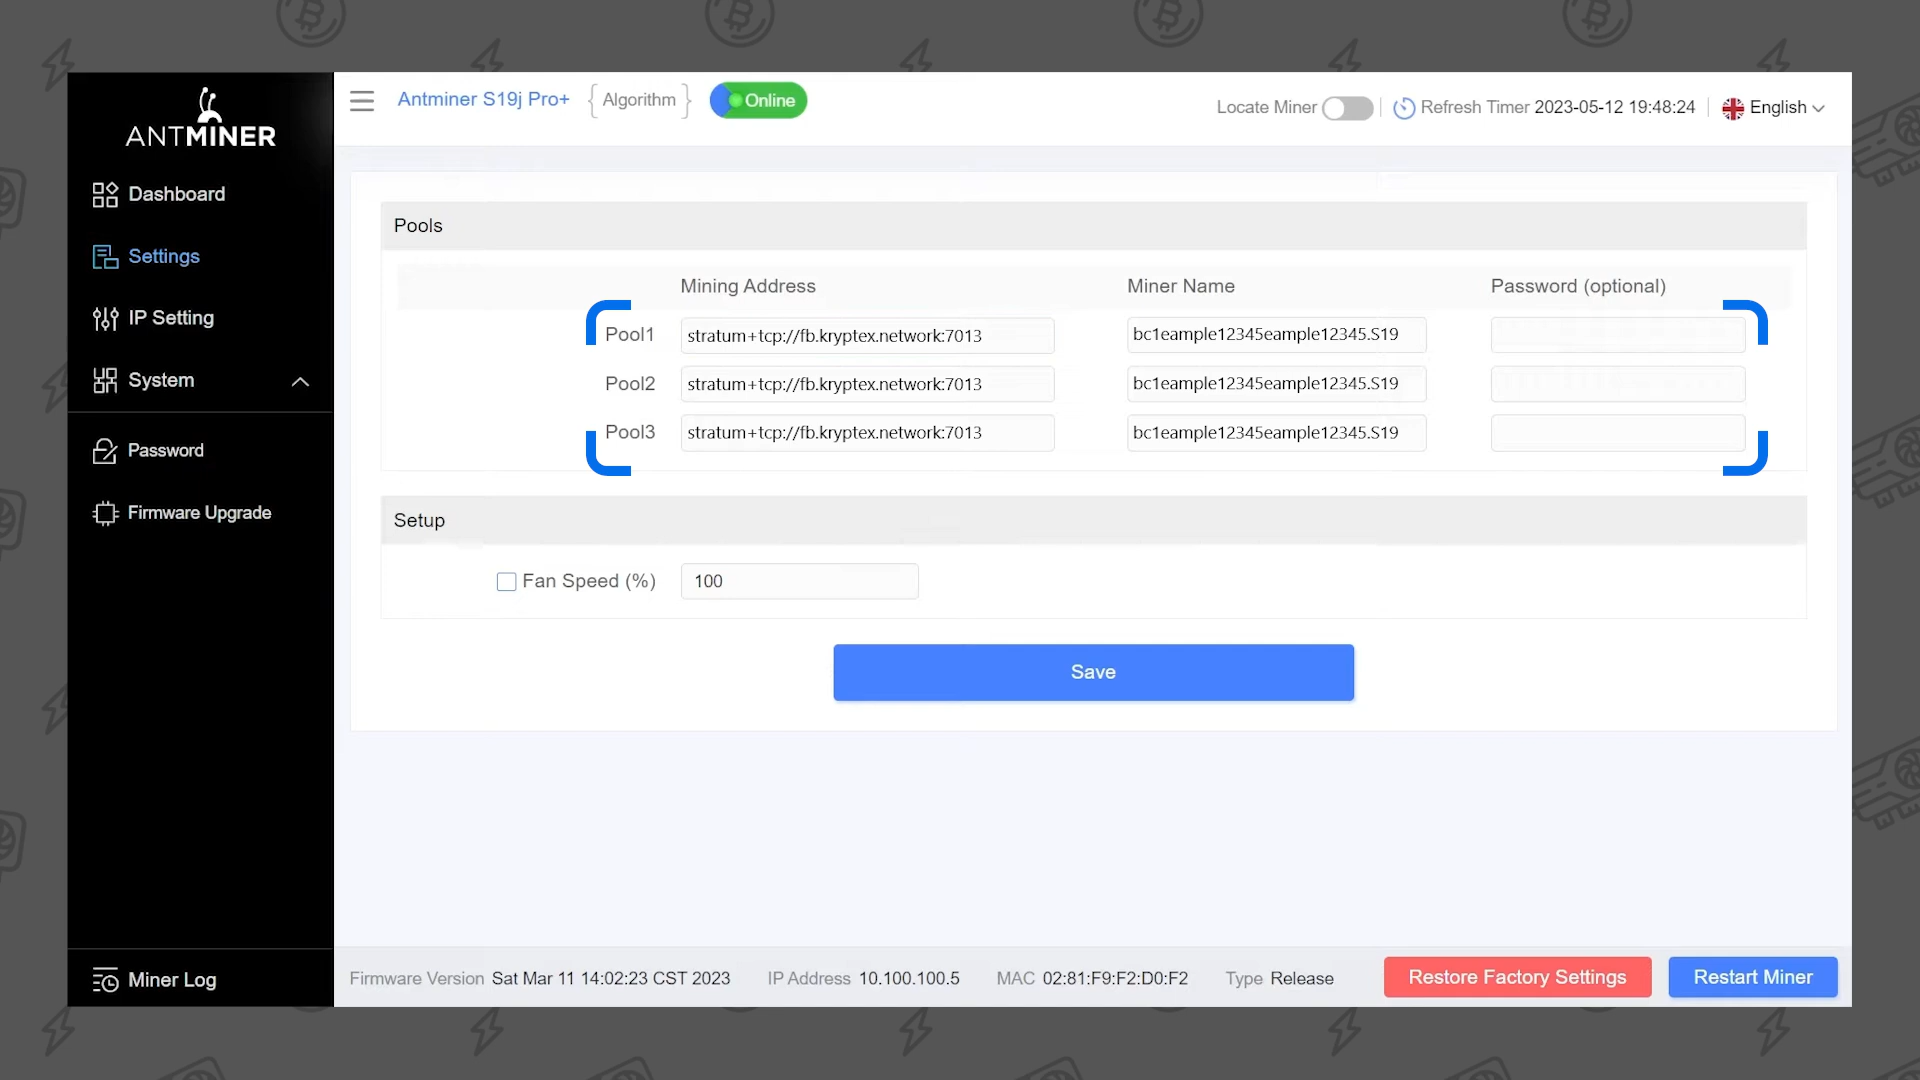 ANTMINER
Antminer S19j Pro+
Algorithm
Online
Locate Miner
Refresh Timer 2023-05-12 19:48:24
English
Dashboard
Settings
IP Setting
System
Password
Firmware Upgrade
Miner Log
Pools
Mining Address Miner Name Password (optional)
Pool1 stratum+tcp://fb.kryptex.network:7013 bc1eample12345eample12345.S19
Pool2 stratum+tcp://fb.kryptex.network:7013 bc1eample12345eample12345.S19
Pool3 stratum+tcp://fb.kryptex.network:7013 bc1eample12345eample12345.S19
Setup
Fan Speed (%) 100
Save
Firmware Version Sat Mar 11 14:02:23 CST 2023 IP Address 10.100.100.5 MAC 02:81:F9:F2:D0:F2 Type Release
Restore Factory Settings
Restart Miner